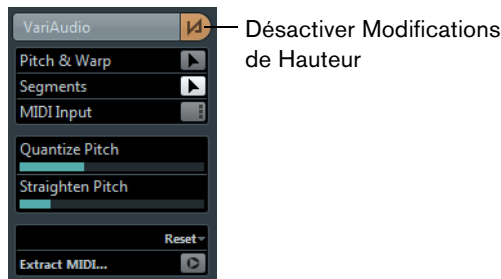 VariAudio
Désactiver Modifications
de Hauteur
Pitch & Warp
Segments
MIDI Input
Quantize Pitch
Straighten Pitch
Reset
Extract MIDI...